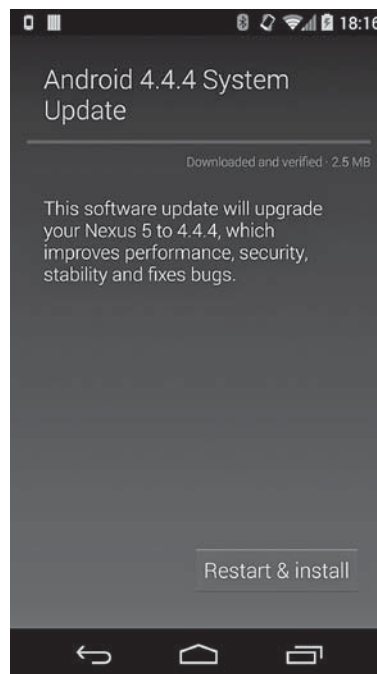 18:16
Android 4.4.4 System
Update
Downloaded and verified · 2.5 MB
This software update will upgrade
your Nexus 5 to 4.4.4, which
improves performance, security,
stability and fixes bugs.
Restart & install